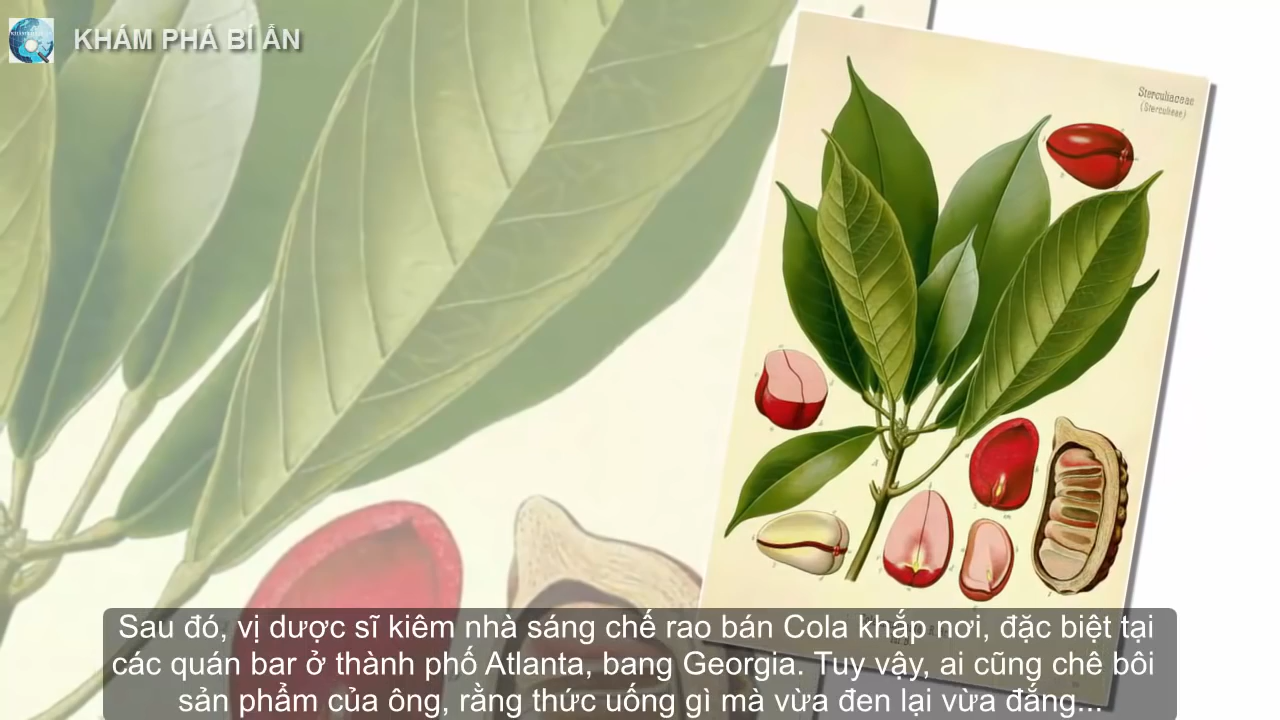 KHÁM PHÁ BÍ ẨN
Sterculiaceae
(Sterculieae)
Sau đó, vị dược sĩ kiêm nhà sáng chế rao bán Cola khắp nơi, đặc biệt tại
các quán bar ở thành phố Atlanta, bang Georgia. Tuy vậy, ai cũng chê bôi
sản phẩm của ông, rằng thức uống gì mà vừa đen lại vừa đắng...